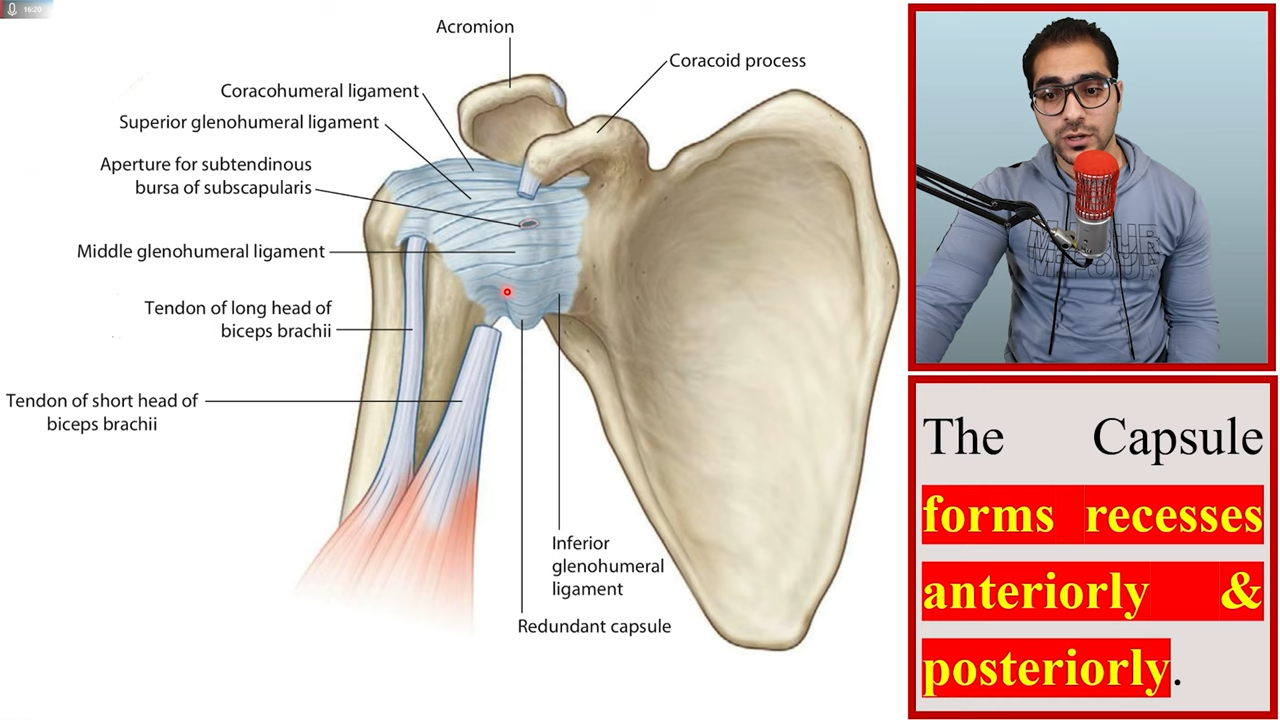 16:20
Acromion
Coracoid process
Coracohumeral ligament
Superior glenohumeral ligament
Aperture for subtendinous
bursa of subscapularis
Middle glenohumeral ligament
Tendon of long head of
biceps brachii
Tendon of short head of
biceps brachii
Inferior
glenohumeral
ligament
Redundant capsule
The Capsule
forms recesses
anteriorly &
posteriorly.